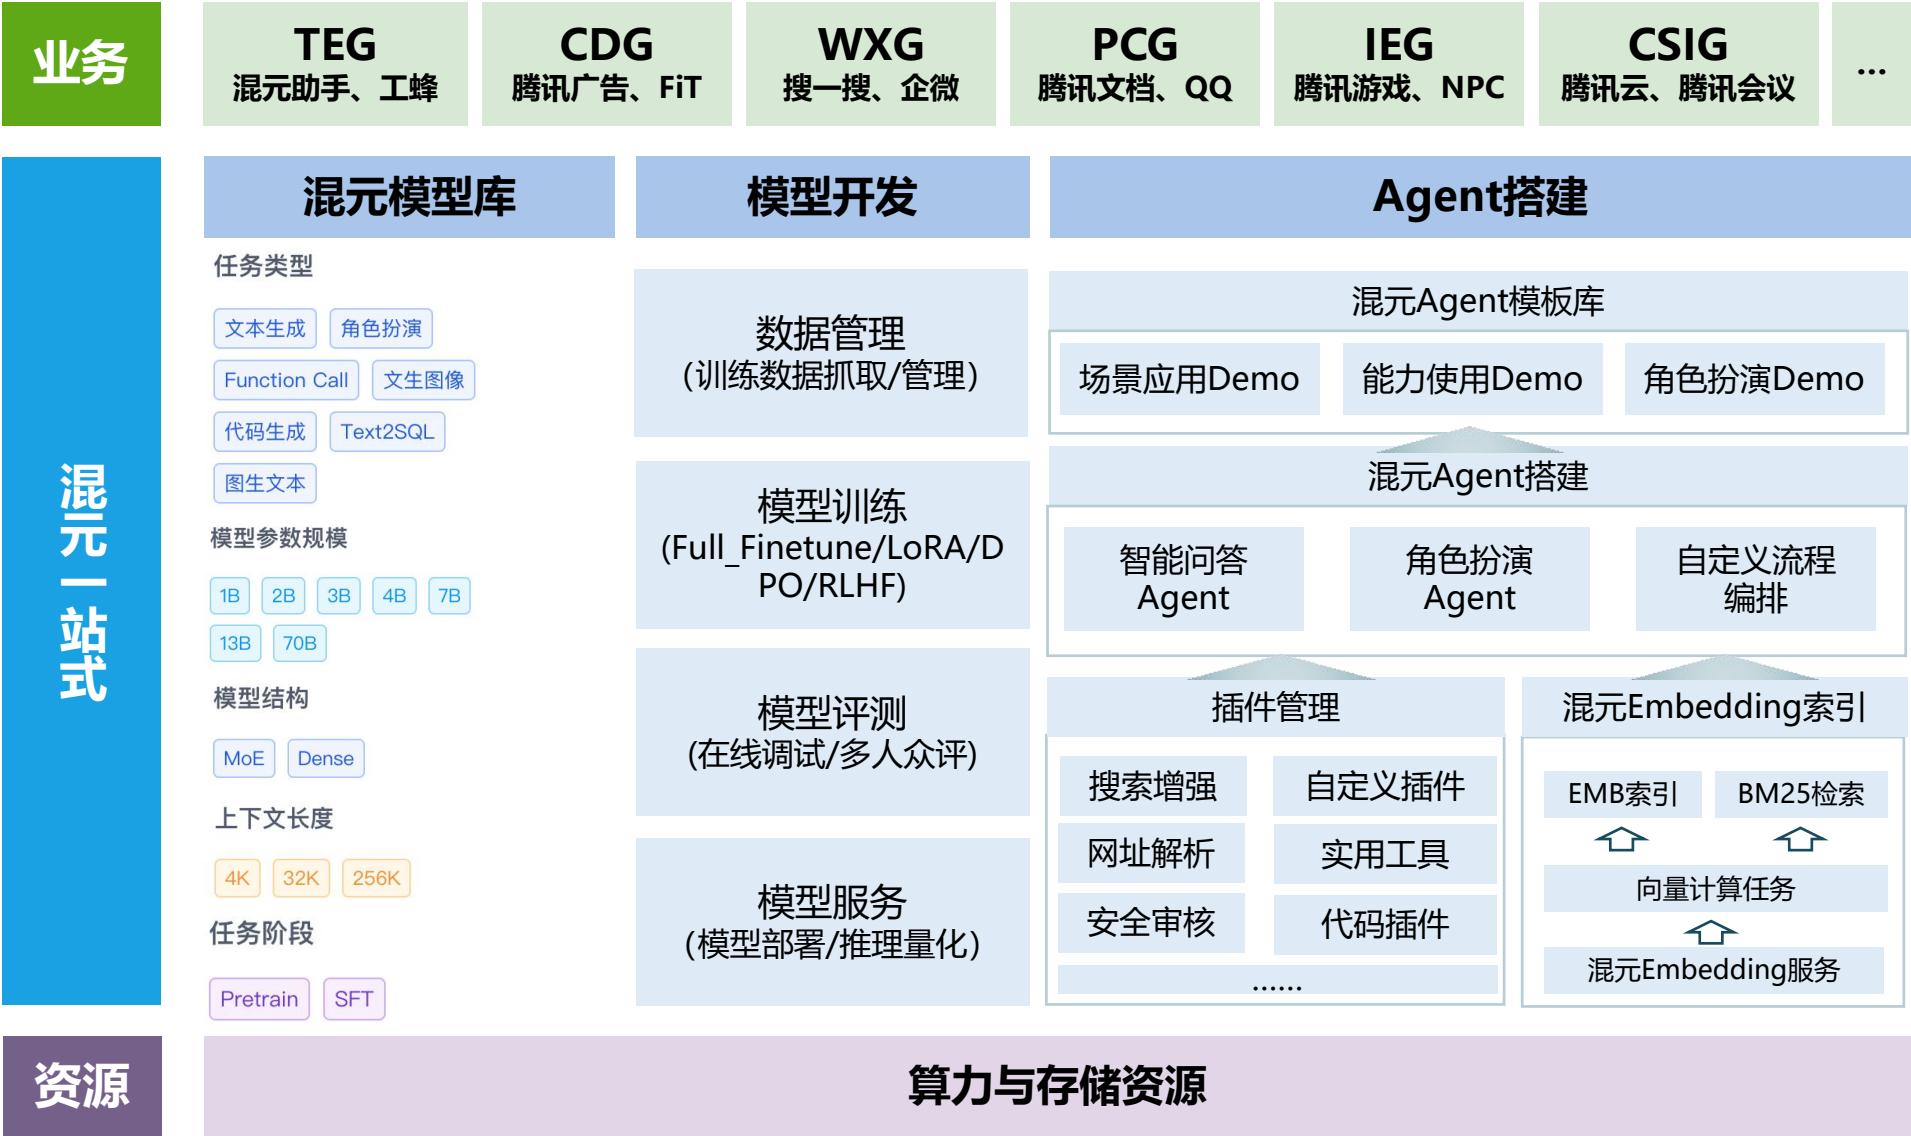 业务
TEG
混元助手、工蜂
CDG
腾讯广告、FiT
WXG
搜一搜、企微
PCG
腾讯文档、QQ
IEG
腾讯游戏、NPC
CSIG
腾讯云、腾讯会议
...
混元一站式
混元模型库
任务类型
文本生成 角色扮演
Function Call 文生图像
代码生成 Text2SQL
图生文本
模型参数规模
1B 2B 3B 4B 7B
13B 70B
模型结构
MoE Dense
上下文长度
4K 32K 256K
任务阶段
Pretrain SFT
模型开发
数据管理
(训练数据抓取/管理)
模型训练
(Full_Finetune/LoRA/D
PO/RLHF)
模型评测
(在线调试/多人众评)
模型服务
(模型部署/推理量化)
Agent搭建
混元Agent模板库
场景应用Demo 能力使用Demo 角色扮演Demo
混元Agent搭建
智能问答
Agent
角色扮演
Agent
自定义流程
编排
插件管理
搜索增强 自定义插件
网址解析 实用工具
安全审核 代码插件
......
混元Embedding索引
EMB索引 BM25检索
向量计算任务
混元Embedding服务
资源
算力与存储资源